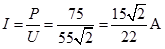 I = P/U = 75/55√2 = 15√2/22 A